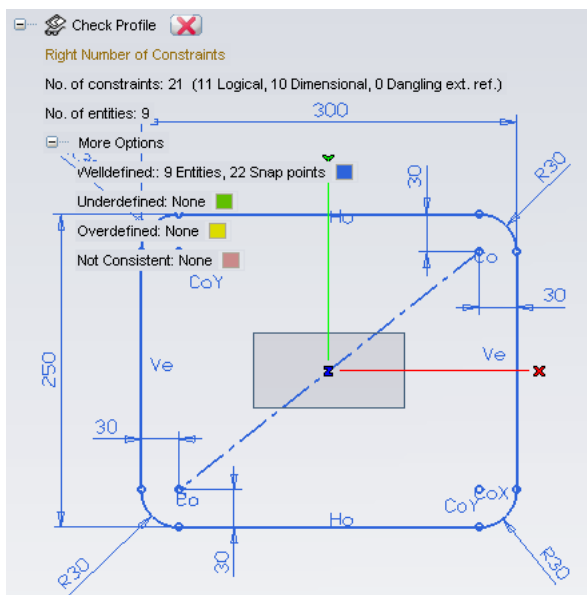 Check Profile
Right Number of Constraints
No. of constraints: 21 (11 Logical, 10 Dimensional, 0 Dangling ext. ref.)
No. of entities: 9
300
More Options
Welldefined:: 9 Entities, 22 Snap points
30
R30
Underdefined: None
Ho
Overdefined: None
Not Consistent: None
Co
CoY
30
250
Ve
Ve
Z
X
30
Co
CoY
CoX
Ho
R30
30
R30